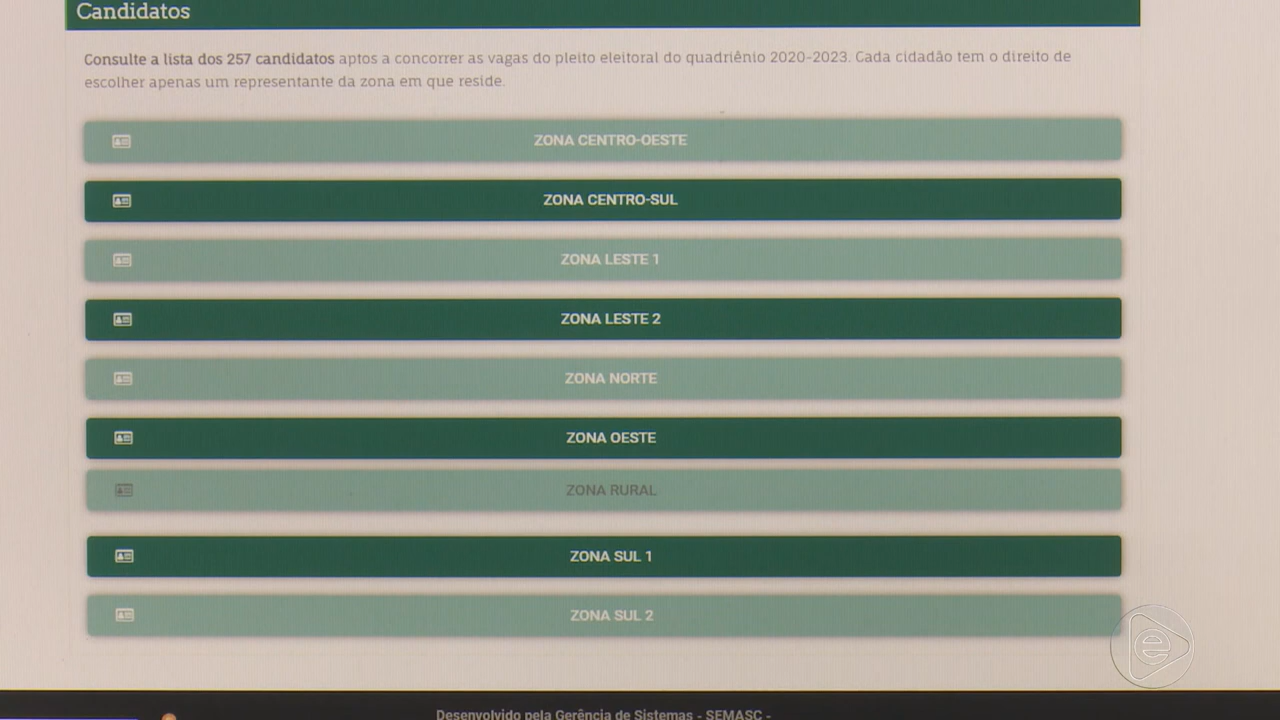 Candidatos
Consulte a lista dos 257 candidatos aptos a concorrer as vagas do pleito eleitoral do quadriênio 2020-2023. Cada cidadão tem o direito de
escolher apenas um representante da zona em que reside.
ZONA CENTRO-OESTE
ZONA CENTRO-SUL
ZONA LESTE 1
ZONA LESTE 2
ZONA NORTE
ZONA OESTE
ZONA RURAL
ZONA SUL 1
ZONA SUL 2
e
Desenvolvido pela Gerência de Sistemas - SEMASC -